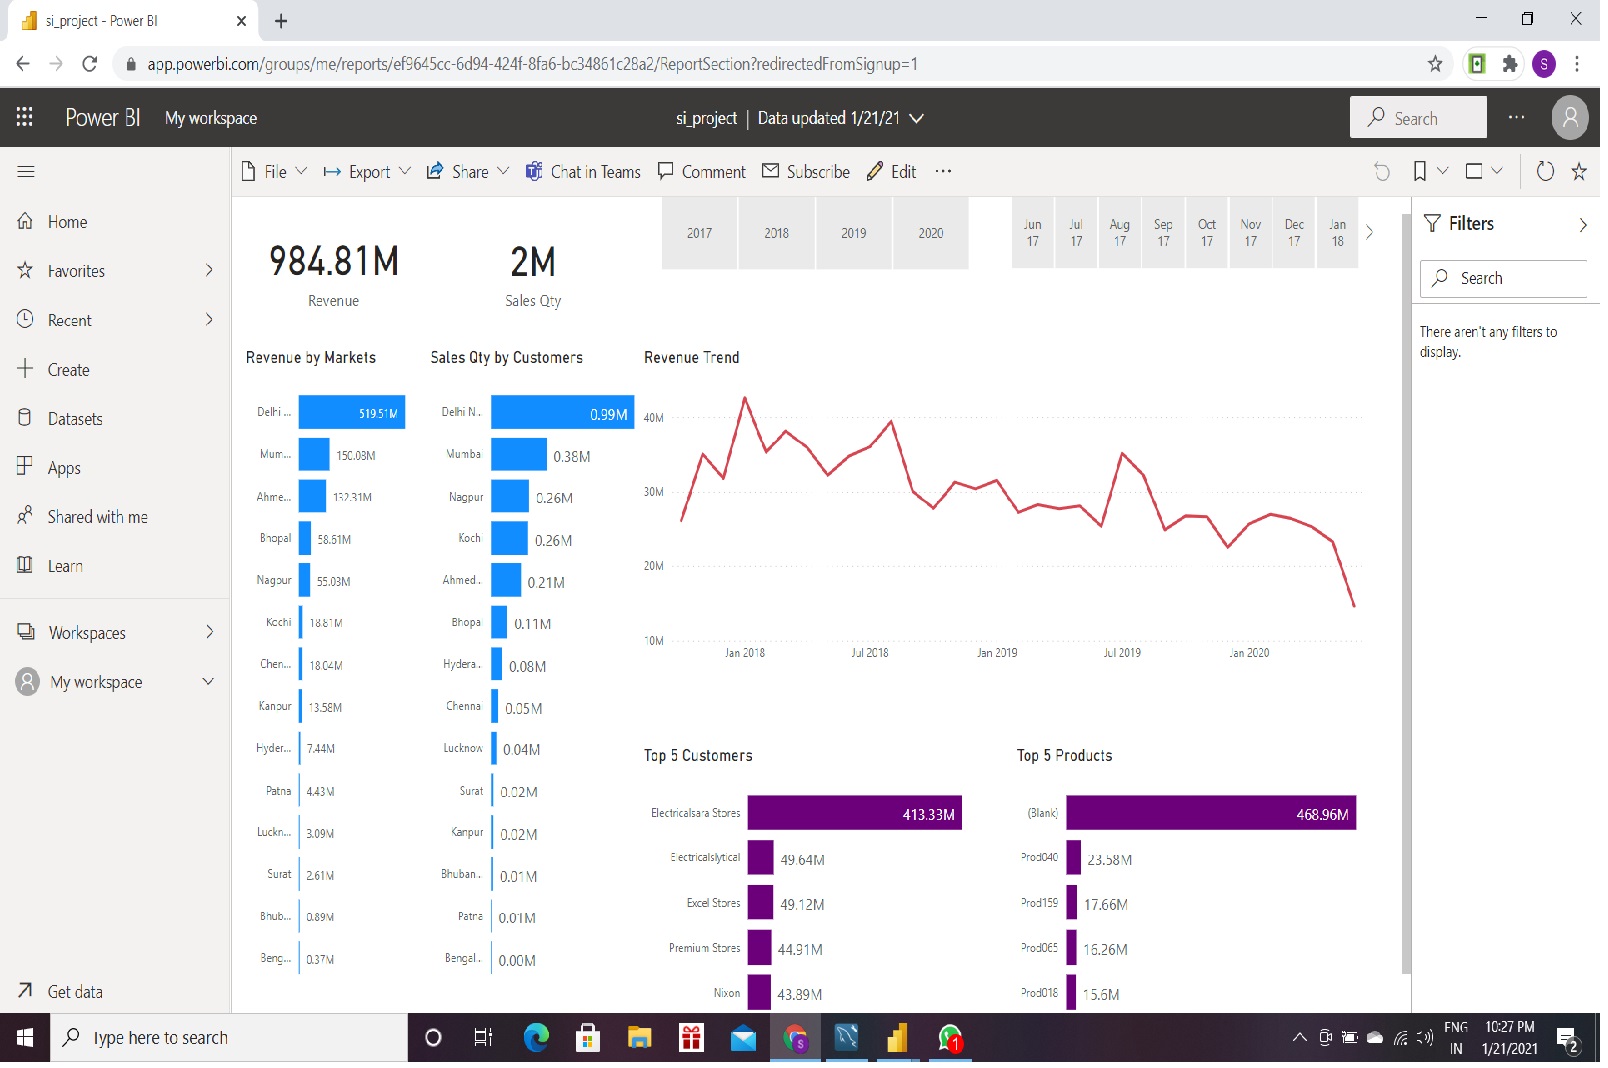 si_project - Power BI
app.powerbi.com/groups/me/reports/ef9645cc-6d94-424f-8fa6-bc34861c28a2/ReportSection?redirectedFromSignup=1
S
Power BI My workspace
si_project | Data updated 1/21/21
Search
File Export Share Chat in Teams Comment Subscribe Edit
Home
Favorites
Recent
Create
Datasets
Apps
Shared with me
Learn
Workspaces
My workspace
Get data
984.81M
Revenue
2M
Sales Qty
2017 2018 2019 2020
Jun 17
Jul 17
Aug 17
Sep 17
Oct 17
Nov 17
Dec 17
Jan 18
Filters
Search
There aren't any filters to
display.
Revenue by Markets
Delhi ... 519.51M
Mum... 150.08M
Ahme... 132.31M
Bhopal 58.61M
Nagpur 55.03M
Kochi 18.81M
Chen... 18.04M
Kanpur 13.58M
Hyder... 7.44M
Patna 4.43M
Luckn... 3.09M
Surat 2.61M
Bhub... 0.89M
Beng... 0.37M
Sales Qty by Customers
Delhi N.. 0.99M
Mumbai 0.38M
Nagpur 0.26M
Kochi 0.26M
Ahmed.. 0.21M
Bhopal 0.11M
Hydera.. 0.08M
Chennai 0.05M
Lucknow 0.04M
Surat 0.02M
Kanpur 0.02M
Bhuban.. 0.01M
Patna 0.01M
Bengal.. 0.00M
Revenue Trend
40M
30M
20M
10M
Jan 2018 Jul 2018 Jan 2019 Jul 2019 Jan 2020
Top 5 Customers
Electricalsara Stores 413.33M
Electricalslytical 49.64M
Excel Stores 49.12M
Premium Stores 44.91M
Nixon 43.89M
Top 5 Products
(Blank) 468.96M
Prod040 23.58M
Prod159 17.66M
Prod065 16.26M
Prod018 15.6M
Type here to search
S
1
ENG
IN
10:27 PM
1/21/2021
2